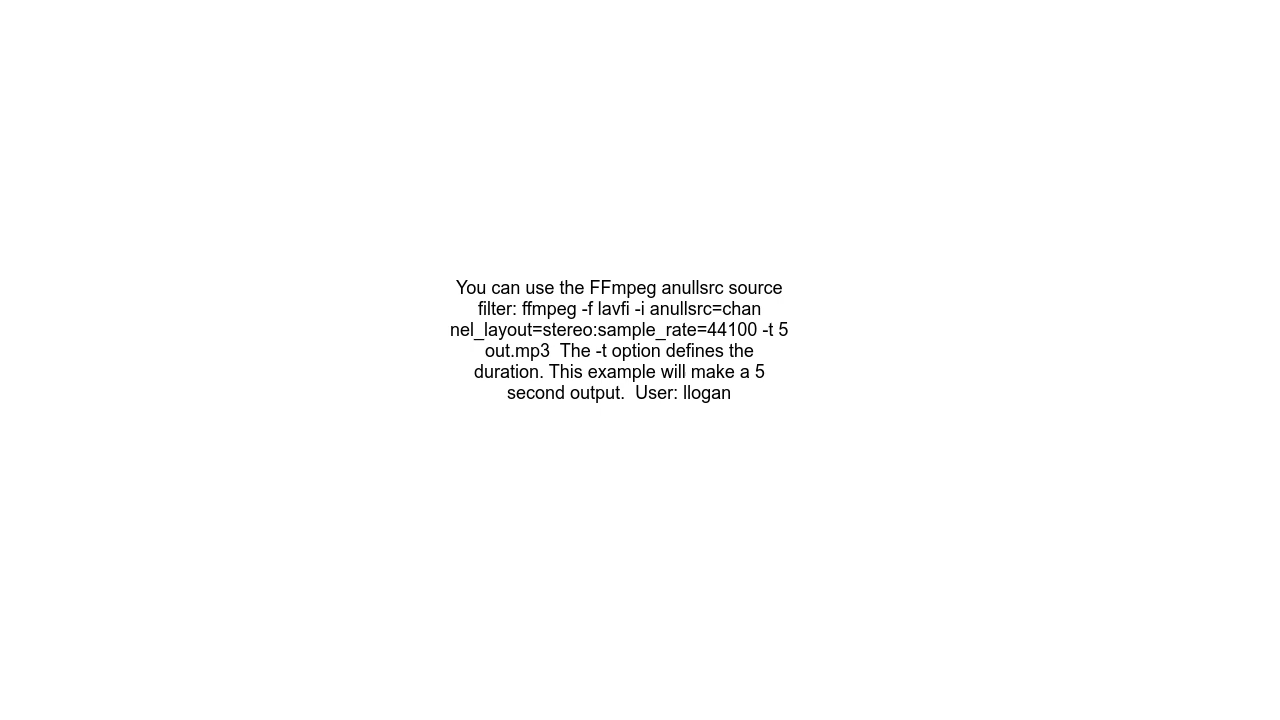 You can use the FFmpeg anullsrc source
filter: ffmpeg -f lavfi -i anullsrc=chan
nel_layout=stereo:sample_rate=44100 -t 5
out.mp3  The -t option defines the
duration. This example will make a 5
second output.  User: llogan